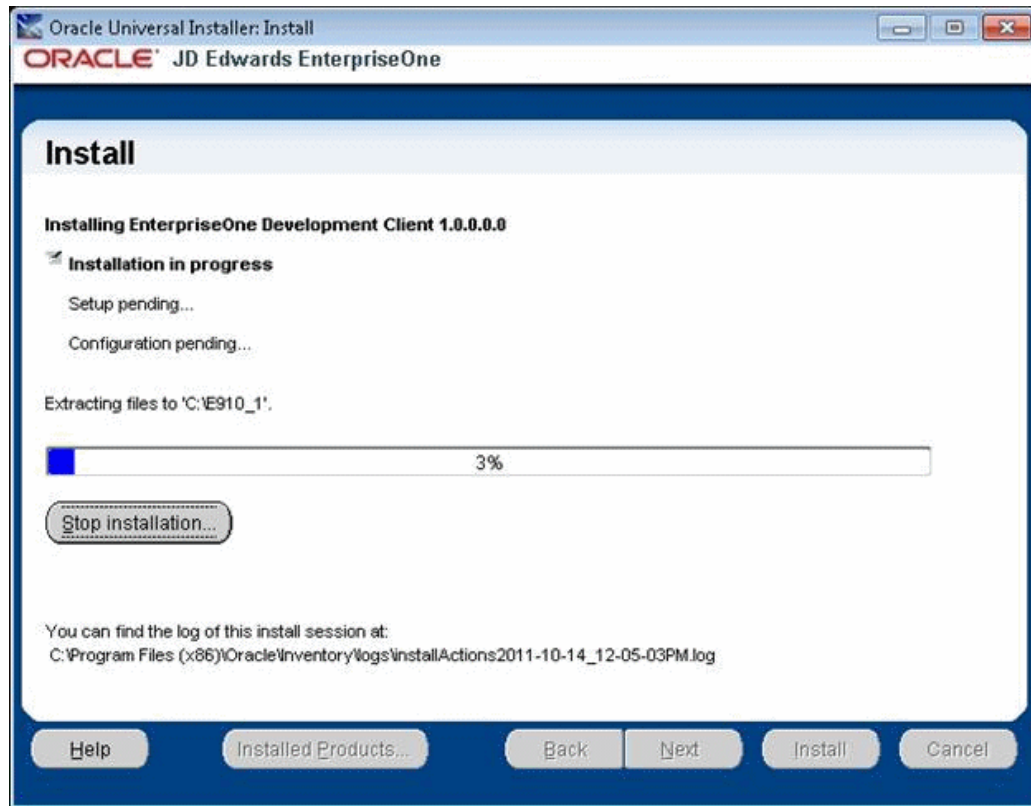 Oracle Universal Installer: Install
ORACLE® JD Edwards EnterpriseOne
Install
Installing EnterpriseOne Development Client 1.0.0.0.0
Installation in progress
Setup pending...
Configuration pending...
Extracting files to 'C:\E910_1'.
3%
Stop installation...
You can find the log of this install session at:
C:\Program Files (x86)\Oracle\Inventory\logs\installActions2011-10-14_12-05-03PM.log
Help Installed Products... Back Next Install Cancel